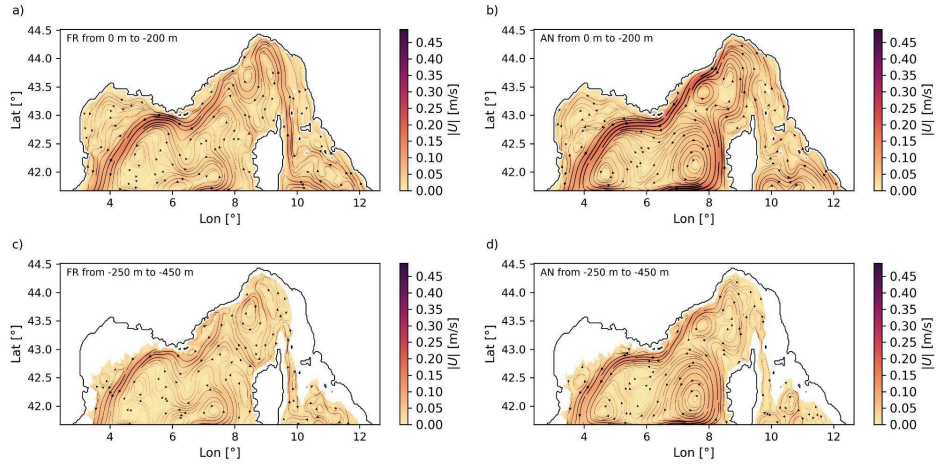 a)
FR from 0 m to -200 m
44.5
44.0
43.5
43.0
42.5
42.0
Lat [°]
4 6 8 10 12
Lon [°]
0.45
0.40
0.35
0.30
0.25
0.20
0.15
0.10
0.05
0.00
|U| [m/s]
b)
AN from 0 m to -200 m
44.5
44.0
43.5
43.0
42.5
42.0
Lat [°]
4 6 8 10 12
Lon [°]
0.45
0.40
0.35
0.30
0.25
0.20
0.15
0.10
0.05
0.00
|U| [m/s]
c)
FR from -250 m to -450 m
44.5
44.0
43.5
43.0
42.5
42.0
Lat [°]
4 6 8 10 12
Lon [°]
0.45
0.40
0.35
0.30
0.25
0.20
0.15
0.10
0.05
0.00
|U| [m/s]
d)
AN from -250 m to -450 m
44.5
44.0
43.5
43.0
42.5
42.0
Lat [°]
4 6 8 10 12
Lon [°]
0.45
0.40
0.35
0.30
0.25
0.20
0.15
0.10
0.05
0.00
|U| [m/s]